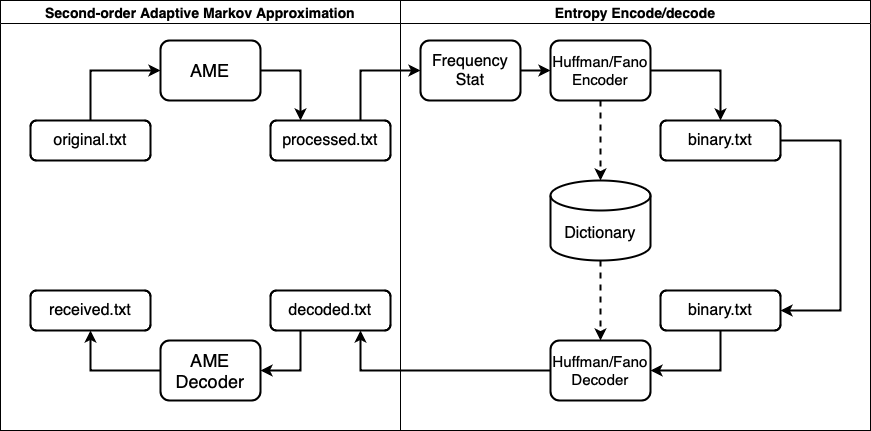 Second-order Adaptive Markov Approximation
Entropy Encode/decode
AME
Frequency
Stat
Huffman/Fano
Encoder
original.txt
processed.txt
binary.txt
Dictionary
received.txt
decoded.txt
binary.txt
AME
Decoder
Huffman/Fano
Decoder